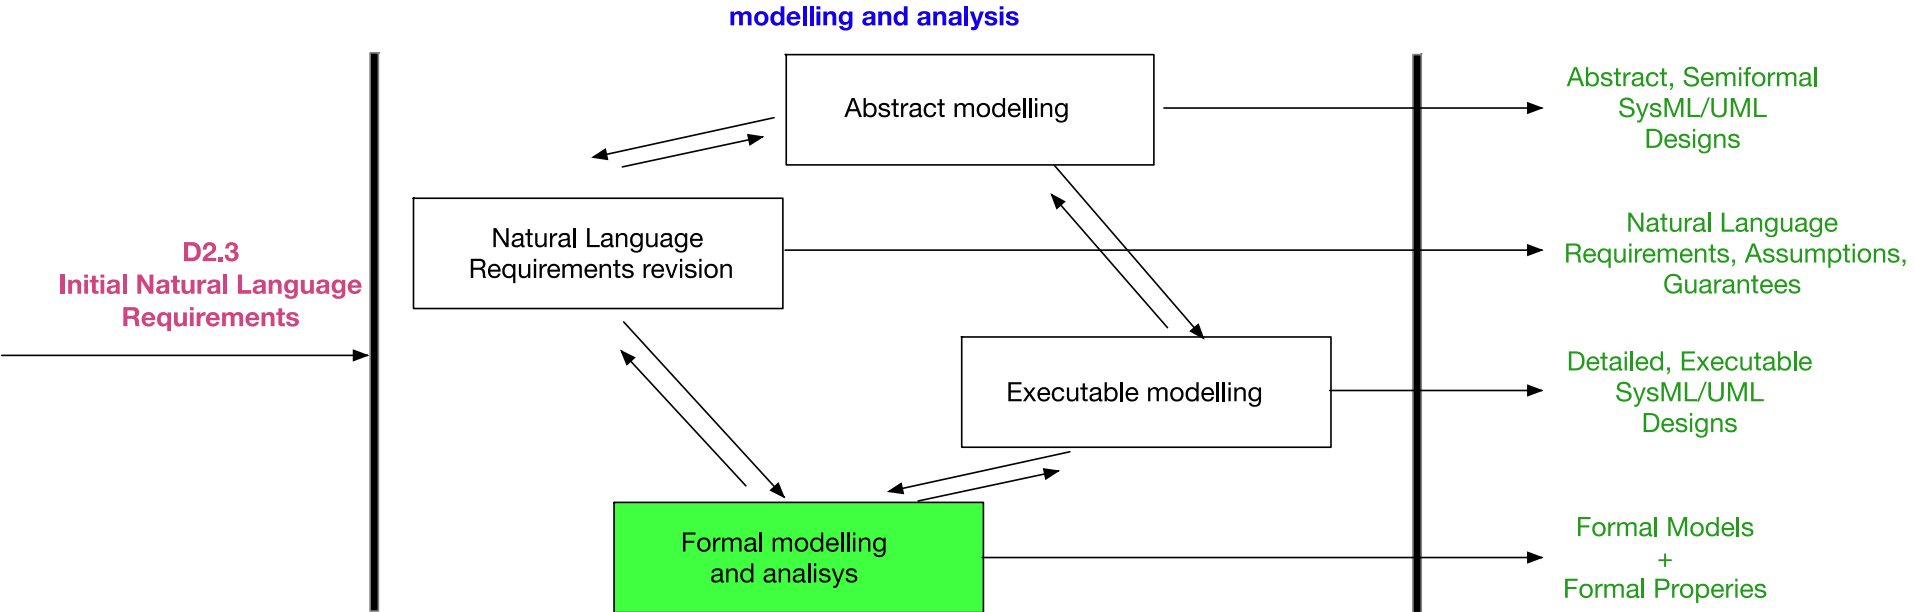 modelling and analysis
Abstract modelling
Abstract, Semiformal
SysML/UML
Designs
D2.3
Initial Natural Language
Requirements
Natural Language
Requirements revision
Natural Language
Requirements, Assumptions,
Guarantees
Executable modelling
Detailed, Executable
SysML/UML
Designs
Formal modelling
and analisys
Formal Models
+
Formal Properies